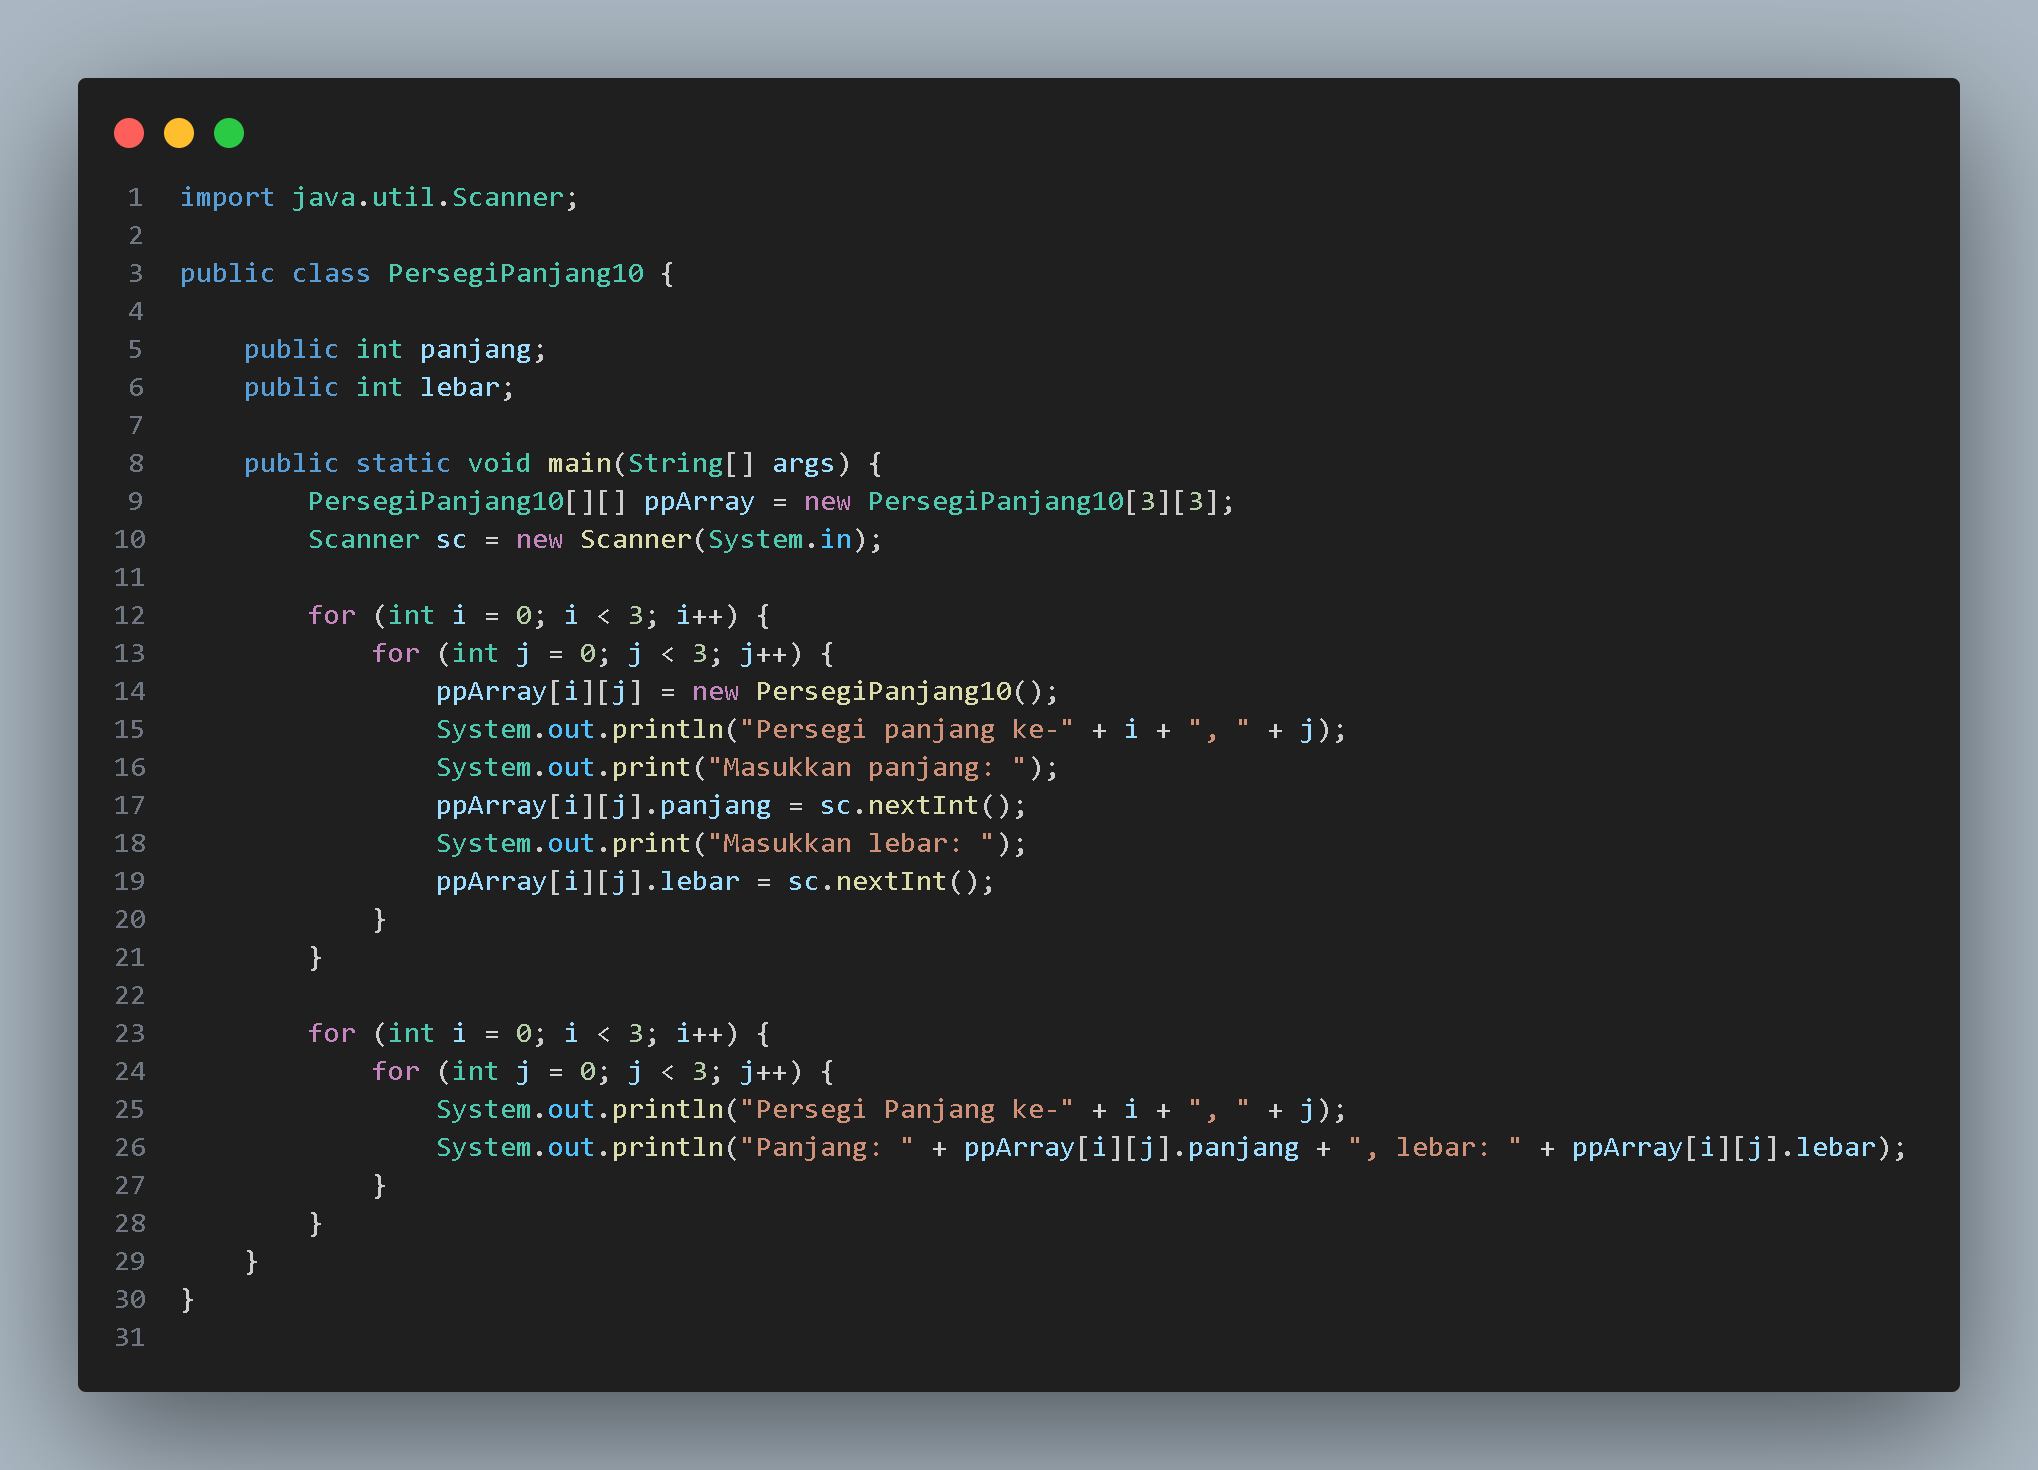 1 import java.util.Scanner;
2
3 public class PersegiPanjang10 {
4
5     public int panjang;
6     public int lebar;
7
8     public static void main(String[] args) {
9         PersegiPanjang10[][] ppArray = new PersegiPanjang10[3][3];
10         Scanner sc = new Scanner(System.in);
11
12         for (int i = 0; i < 3; i++) {
13             for (int j = 0; j < 3; j++) {
14                 ppArray[i][j] = new PersegiPanjang10();
15                 System.out.println("Persegi panjang ke-" + i + ", " + j);
16                 System.out.print("Masukkan panjang: ");
17                 ppArray[i][j].panjang = sc.nextInt();
18                 System.out.print("Masukkan lebar: ");
19                 ppArray[i][j].lebar = sc.nextInt();
20             }
21         }
22
23         for (int i = 0; i < 3; i++) {
24             for (int j = 0; j < 3; j++) {
25                 System.out.println("Persegi Panjang ke-" + i + ", " + j);
26                 System.out.println("Panjang: " + ppArray[i][j].panjang + ", lebar: " + ppArray[i][j].lebar);
27             }
28         }
29     }
30 }
31